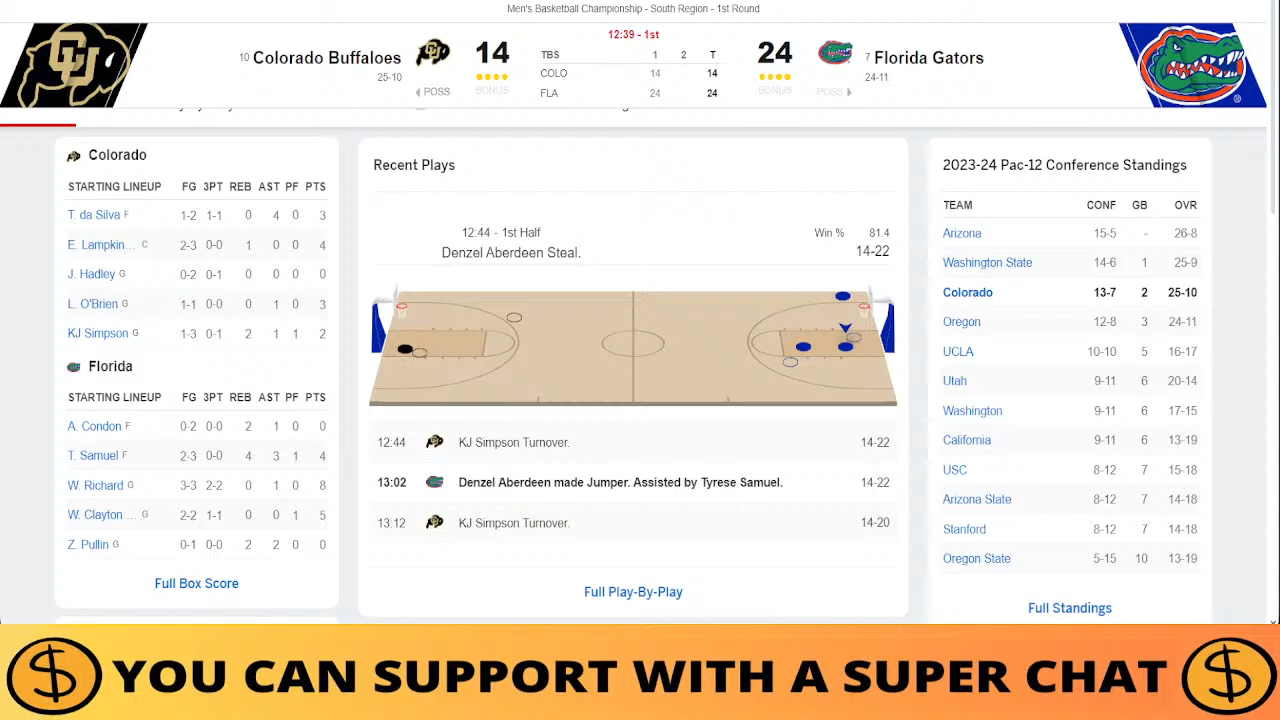 Men's Basketball Championship - South Region - 1st Round
10 Colorado Buffaloes
25-10
14
BONUS
POSS
12:39 - 1st
TBS 1 2 T
COLO 14 14
FLA 24 24
24
BONUS
POSS
7 Florida Gators
24-11
Colorado
STARTING LINEUP FG 3PT REB AST PF PTS
T. da Silva F 1-2 1-1 0 4 0 3
E. Lampkin... C 2-3 0-0 1 0 0 4
J. Hadley G 0-2 0-1 0 0 0 0
L. O'Brien G 1-1 0-0 0 1 0 3
KJ Simpson G 1-3 0-1 2 1 1 2
Florida
STARTING LINEUP FG 3PT REB AST PF PTS
A. Condon F 0-2 0-0 2 1 0 0
T. Samuel F 2-3 0-0 4 3 1 4
W. Richard G 3-3 2-2 0 1 0 8
W. Clayton ... G 2-2 1-1 0 0 1 5
Z. Pullin G 0-1 0-0 2 2 0 0
Full Box Score
Recent Plays
12:44 - 1st Half
Denzel Aberdeen Steal.
Win % 81.4
14-22
12:44 KJ Simpson Turnover. 14-22
13:02 Denzel Aberdeen made Jumper. Assisted by Tyrese Samuel. 14-22
13:12 KJ Simpson Turnover. 14-20
Full Play-By-Play
2023-24 Pac-12 Conference Standings
TEAM CONF GB OVR
Arizona 15-5 - 26-8
Washington State 14-6 1 25-9
Colorado 13-7 2 25-10
Oregon 12-8 3 24-11
UCLA 10-10 5 16-17
Utah 9-11 6 20-14
Washington 9-11 6 17-15
California 9-11 6 13-19
USC 8-12 7 15-18
Arizona State 8-12 7 14-18
Stanford 8-12 7 14-18
Oregon State 5-15 10 13-19
Full Standings
$ YOU CAN SUPPORT WITH A SUPER CHAT $